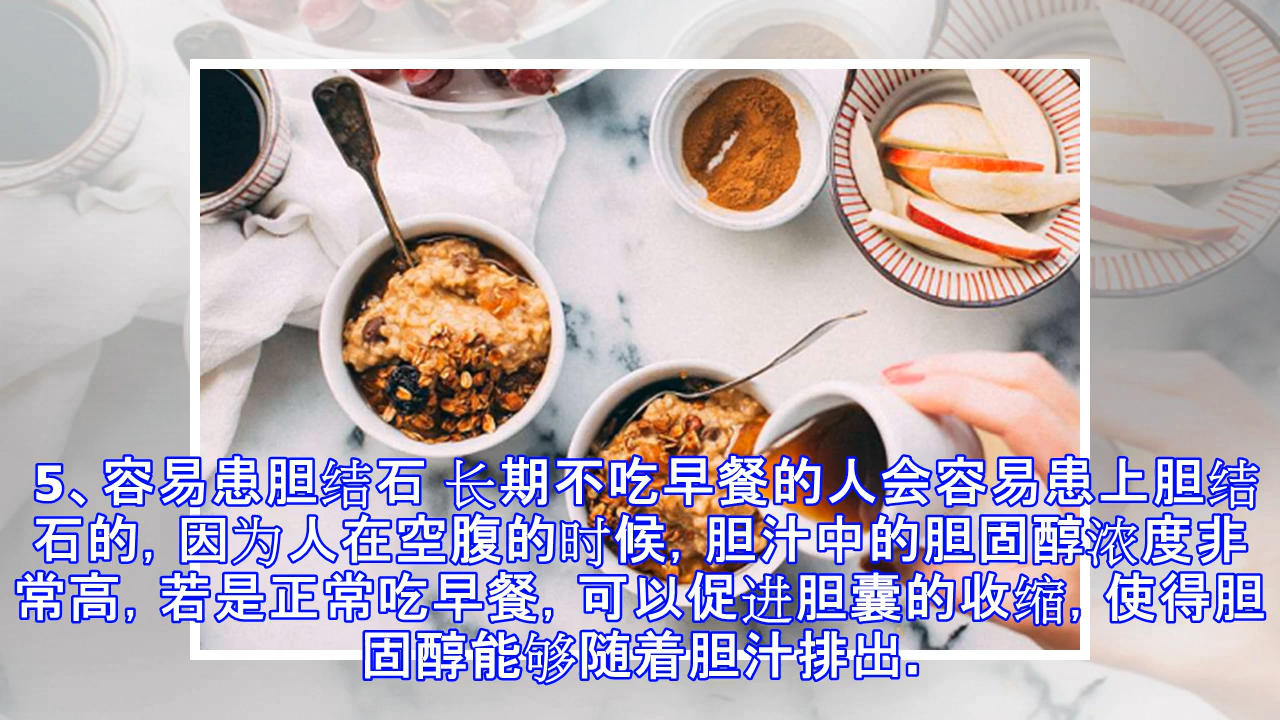 5、容易患胆结石 长期不吃早餐的人会容易患上胆结
石的, 因为人在空腹的时候, 胆汁中的胆固醇浓度非
常高, 若是正常吃早餐, 可以促进胆囊的收缩, 使得胆
固醇能够随着胆汁排出.